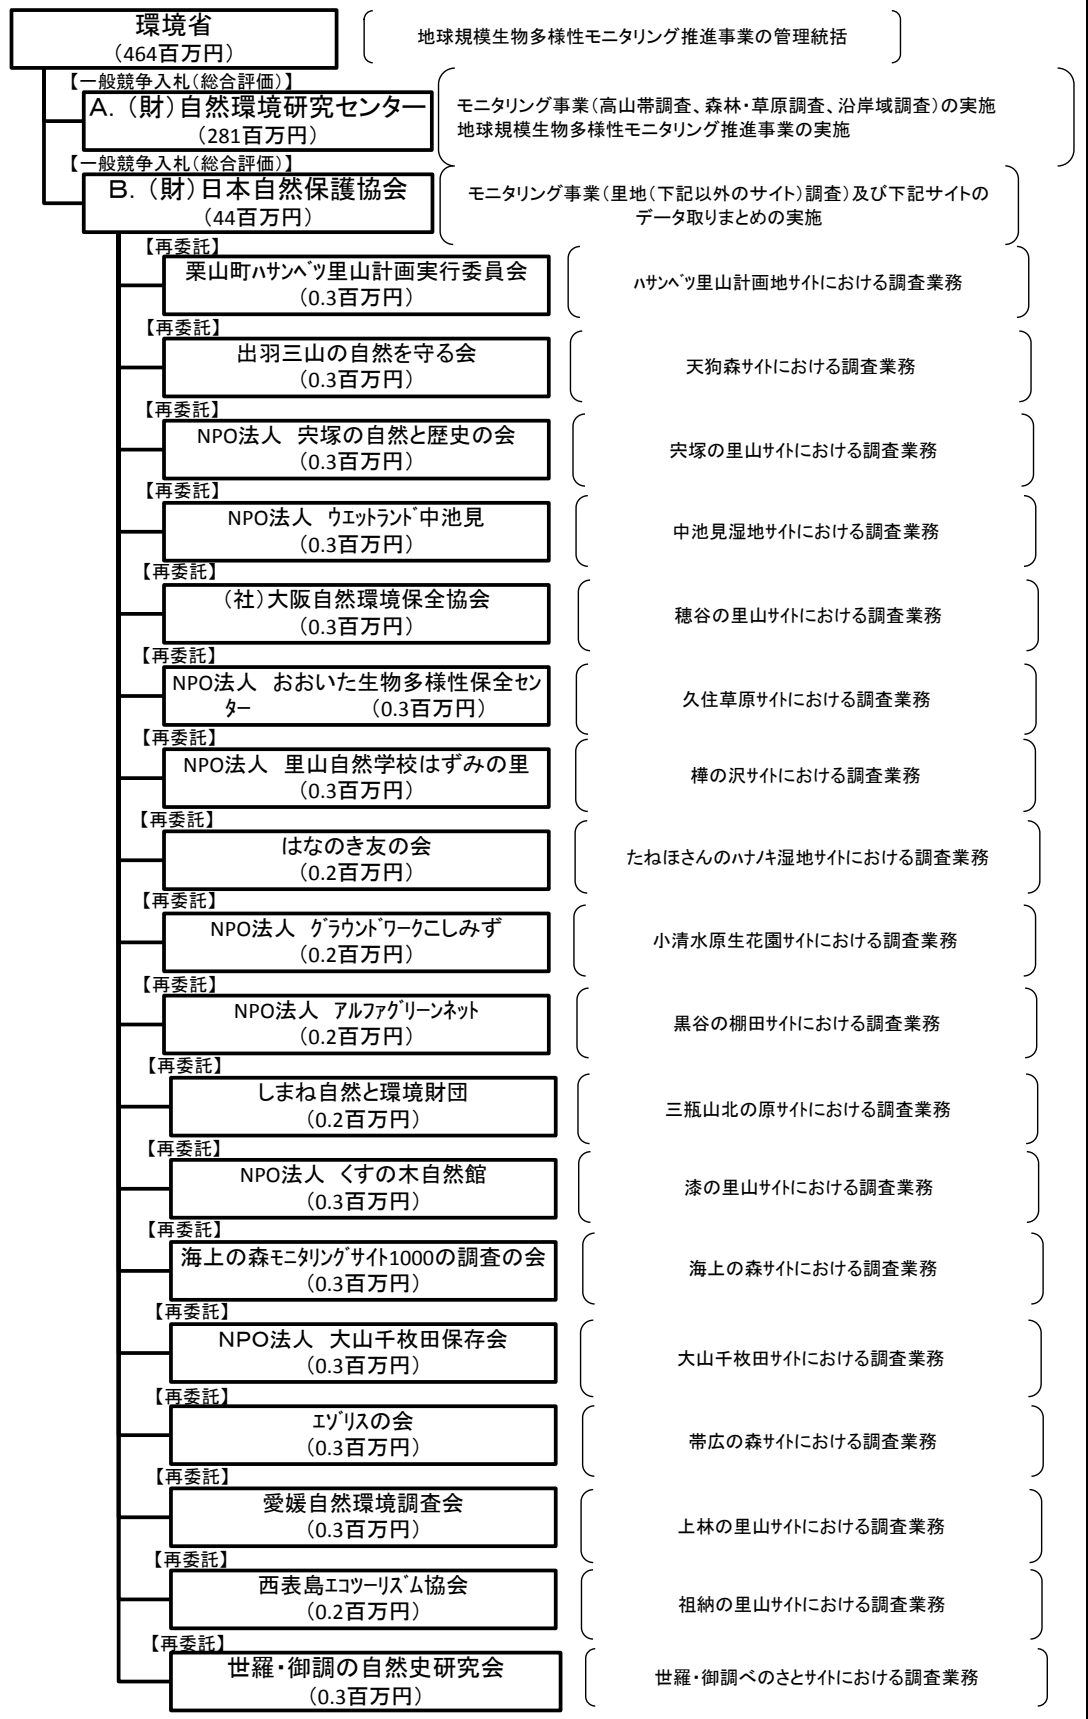 環境省
(464百万円)
地球規模生物多様性モニタリング推進事業の管理統括
【一般競争入札(総合評価)】
A. (財)自然環境研究センター
(281百万円)
モニタリング事業(高山帯調査、森林・草原調査、沿岸域調査)の実施
地球規模生物多様性モニタリング推進事業の実施
【一般競争入札(総合評価)】
B. (財)日本自然保護協会
(44百万円)
モニタリング事業(里地(下記以外のサイト)調査)及び下記サイトの
データ取りまとめの実施
【再委託】
栗山町ﾊサンベツ里山計画実行委員会
(0.3百万円)
ﾊサンベツ里山計画地サイトにおける調査業務
【再委託】
出羽三山の自然を守る会
(0.3百万円)
天狗森サイトにおける調査業務
【再委託】
NPO法人 宍塚の自然と歴史の会
(0.3百万円)
宍塚の里山サイトにおける調査業務
【再委託】
NPO法人 ウエットランド中池見
(0.3百万円)
中池見湿地サイトにおける調査業務
【再委託】
(社)大阪自然環境保全協会
(0.3百万円)
穂谷の里山サイトにおける調査業務
【再委託】
NPO法人 おおいた生物多様性保全セン
ター (0.3百万円)
久住草原サイトにおける調査業務
【再委託】
NPO法人 里山自然学校はずみの里
(0.3百万円)
樺の沢サイトにおける調査業務
【再委託】
はなのき友の会
(0.2百万円)
たねほさんのハナノキ湿地サイトにおける調査業務
【再委託】
NPO法人 グラウンドワークこしみず
(0.2百万円)
小清水原生花園サイトにおける調査業務
【再委託】
NPO法人 アルファグリーンネット
(0.2百万円)
黒谷の棚田サイトにおける調査業務
【再委託】
しまね自然と環境財団
(0.2百万円)
三瓶山北の原サイトにおける調査業務
【再委託】
NPO法人 くすの木自然館
(0.3百万円)
漆の里山サイトにおける調査業務
【再委託】
海上の森モニタリングサイト1000の調査の会
(0.3百万円)
海上の森サイトにおける調査業務
【再委託】
NPO法人 大山千枚田保存会
(0.3百万円)
大山千枚田サイトにおける調査業務
【再委託】
エゾリスの会
(0.3百万円)
帯広の森サイトにおける調査業務
【再委託】
愛媛自然環境調査会
(0.3百万円)
上林の里山サイトにおける調査業務
【再委託】
西表島エコツーリズム協会
(0.2百万円)
祖納の里山サイトにおける調査業務
【再委託】
世羅・御調の自然史研究会
(0.3百万円)
世羅・御調べのさとサイトにおける調査業務